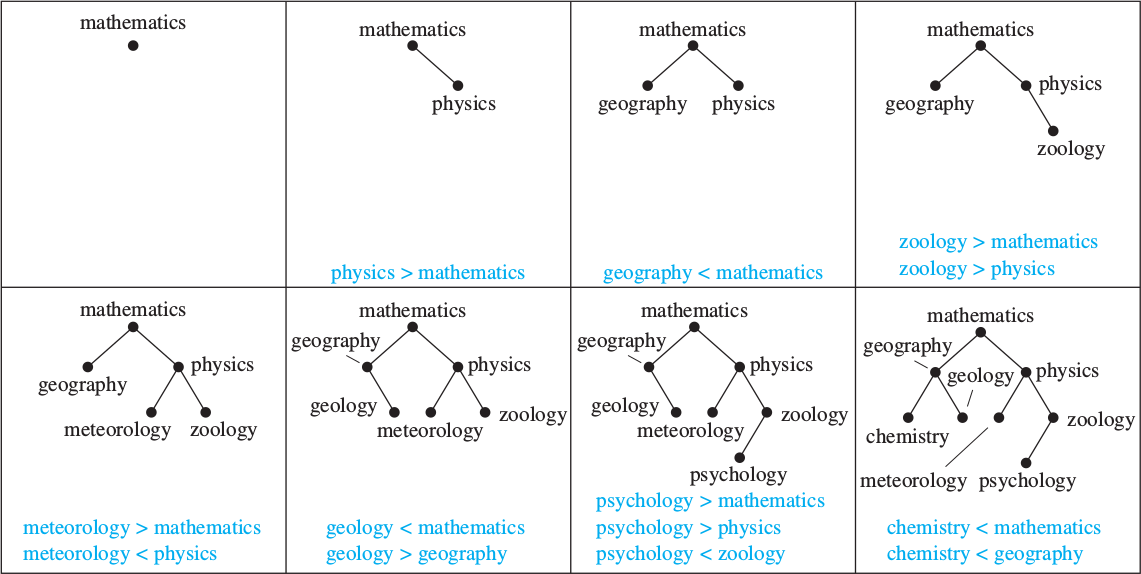 mathematics
mathematics
physics
physics > mathematics
mathematics
geography
physics
geography < mathematics
mathematics
physics
geography
zoology
zoology > mathematics
zoology > physics
mathematics
physics
geography
meteorology
zoology
meteorology > mathematics
meteorology < physics
mathematics
geography
physics
geology
zoology
meteorology
geology < mathematics
geology > geography
mathematics
geography
physics
geology
zoology
meteorology
psychology
psychology > mathematics
psychology > physics
psychology < zoology
mathematics
geography
physics
geology
zoology
chemistry
meteorology
psychology
chemistry < mathematics
chemistry < geography